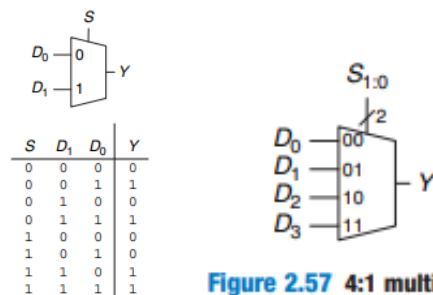 S
D₀ 0
Y
D₁ 1
S D₁ D₀ Y
0 0 0 0
0 0 1 1
0 1 0 0
0 1 1 1
1 0 0 0
1 0 1 0
1 1 0 1
1 1 1 1
S₁:₀
2
D₀ 00
D₁ 01
Y
D₂ 10
D₃ 11
Figure 2.57 4:1 multi